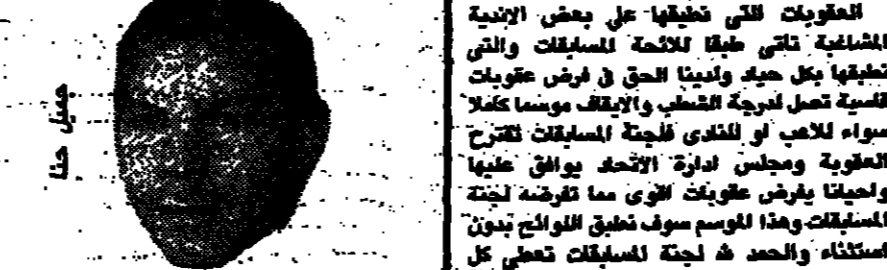 العقوبات التى نطبقها على بعض الاندية
المشاغبة تاتى طبقا للائحة المسابقات والتى
نطبقها بكل حياد ولدينا الحق فى فرض عقوبات
قاسية تصل لدرجة الشطب والايقاف موسما كاملا
سواء للاعب او للنادى فلجنة المسابقات تقترح
العقوبة ومجلس ادارة الاتحاد يوافق عليها
واحيانا يفرض عقوبات اقوى مما تفرضه لجنة
المسابقات وهذا الموسم سوف نطبق اللوائح بدون
استثناء والحمد لله لجنة المسابقات تعطى كل
جميل حنا